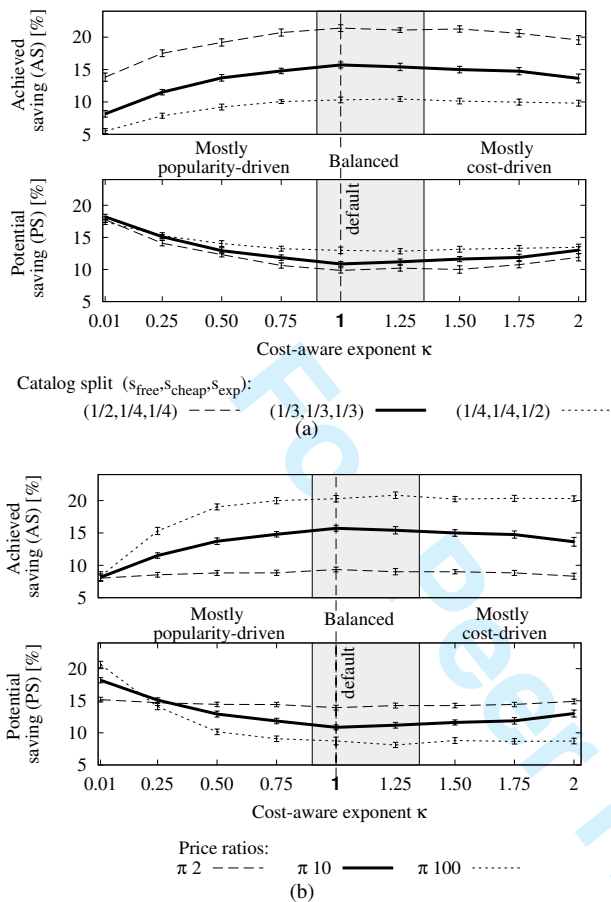 Achieved
saving (AS) [%]
20
15
10
5
Mostly
popularity-driven
Balanced
Mostly
cost-driven
Potential
saving (PS) [%]
20
15
10
5
default
0.01 0.25 0.50 0.75 1 1.25 1.50 1.75 2
Cost-aware exponent κ
Catalog split (s_free,s_cheap,s_exp):
(1/2,1/4,1/4) (1/3,1/3,1/3) (1/4,1/4,1/2)
(a)
Achieved
saving (AS) [%]
20
15
10
5
Mostly
popularity-driven
Balanced
Mostly
cost-driven
Potential
saving (PS) [%]
20
15
10
5
default
0.01 0.25 0.50 0.75 1 1.25 1.50 1.75 2
Cost-aware exponent κ
Price ratios:
π 2 π 10 π 100
(b)
For Peer